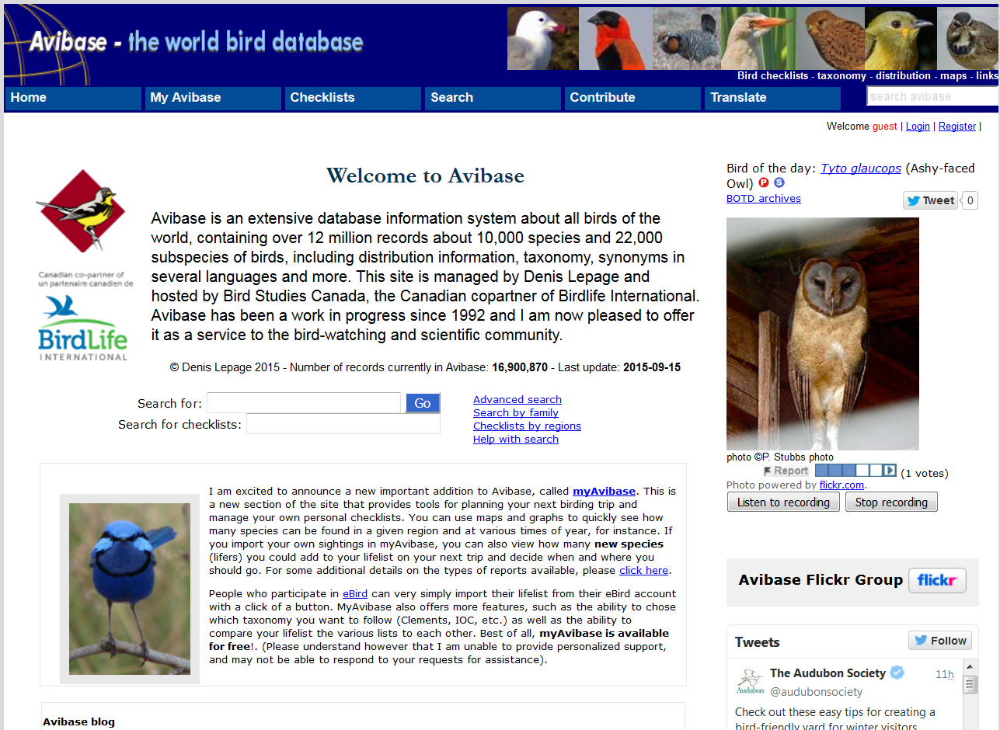 Avibase - the world bird database
Bird checklists - taxonomy - distribution - maps - links
Home
My Avibase
Checklists
Search
Contribute
Translate
search avibase
Welcome guest | Login | Register |
Canadian co-partner of
un partenaire canadien de
BirdLife
INTERNATIONAL
Welcome to Avibase
Avibase is an extensive database information system about all birds of the
world, containing over 12 million records about 10,000 species and 22,000
subspecies of birds, including distribution information, taxonomy, synonyms in
several languages and more. This site is managed by Denis Lepage and
hosted by Bird Studies Canada, the Canadian copartner of Birdlife International.
Avibase has been a work in progress since 1992 and I am now pleased to offer
it as a service to the bird-watching and scientific community.
© Denis Lepage 2015 - Number of records currently in Avibase: 16,900,870 - Last update: 2015-09-15
Search for:
Go
Search for checklists:
Advanced search
Search by family
Checklists by regions
Help with search
I am excited to announce a new important addition to Avibase, called myAvibase. This is
a new section of the site that provides tools for planning your next birding trip and
manage your own personal checklists. You can use maps and graphs to quickly see how
many species can be found in a given region and at various times of year, for instance. If
you import your own sightings in myAvibase, you can also view how many new species
(lifers) you could add to your lifelist on your next trip and decide when and where you
should go. For some additional details on the types of reports available, please click here.
People who participate in eBird can very simply import their lifelist from their eBird account
with a click of a button. MyAvibase also offers more features, such as the ability to chose
which taxonomy you want to follow (Clements, IOC, etc.) as well as the ability to
compare your lifelist the various lists to each other. Best of all, myAvibase is available
for free!. (Please understand however that I am unable to provide personalized support,
and may not be able to respond to your requests for assistance).
Avibase blog
Bird of the day: Tyto glaucops (Ashy-faced
Owl) P S
BOTD archives
Tweet
0
photo ©P. Stubbs photo
Report
(1 votes)
Photo powered by flickr.com.
Listen to recording
Stop recording
Avibase Flickr Group
flickr
Tweets
Follow
The Audubon Society
11h
Audubon
@audubonsociety
Check out these easy tips for creating a
bird-friendly yard for winter visitors